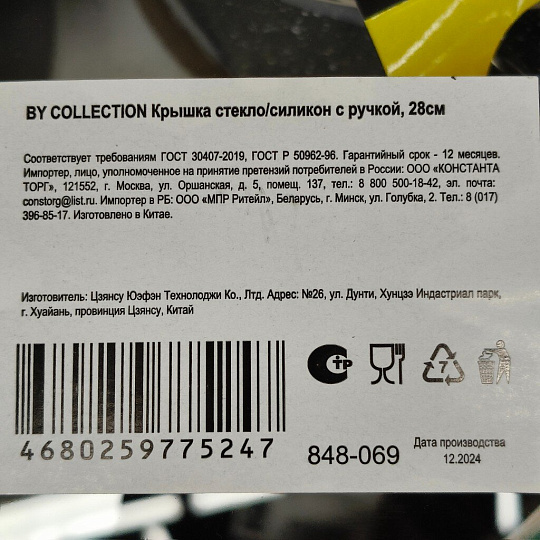 BY COLLECTION Крышка стекло/силикон с ручкой, 28см
Соответствует требованиям ГОСТ 30407-2019, ГОСТ Р 50962-96. Гарантийный срок - 12 месяцев.
Импортер, лицо, уполномоченное на принятие претензий потребителей в России: ООО «КОНСТАНТА
ТОРГ», 121552, г. Москва, ул. Оршанская, д. 5, помещ. 137, тел.: 8 800 500-18-42, эл. почта:
constorg@list.ru. Импортер в РБ: ООО «МПР Ритейл», Беларусь, г. Минск, ул. Голубка, 2. Тел.: 8 (017)
396-85-17. Изготовлено в Китае.
Изготовитель: Цзянсу Юэфэн Технолоджи Ко., Лтд. Адрес: №26, ул. Дунти, Хунцзэ Индастриал парк,
г. Хуайань, провинция Цзянсу, Китай
СТР
7
4680259775247
848-069
Дата производства
12.2024